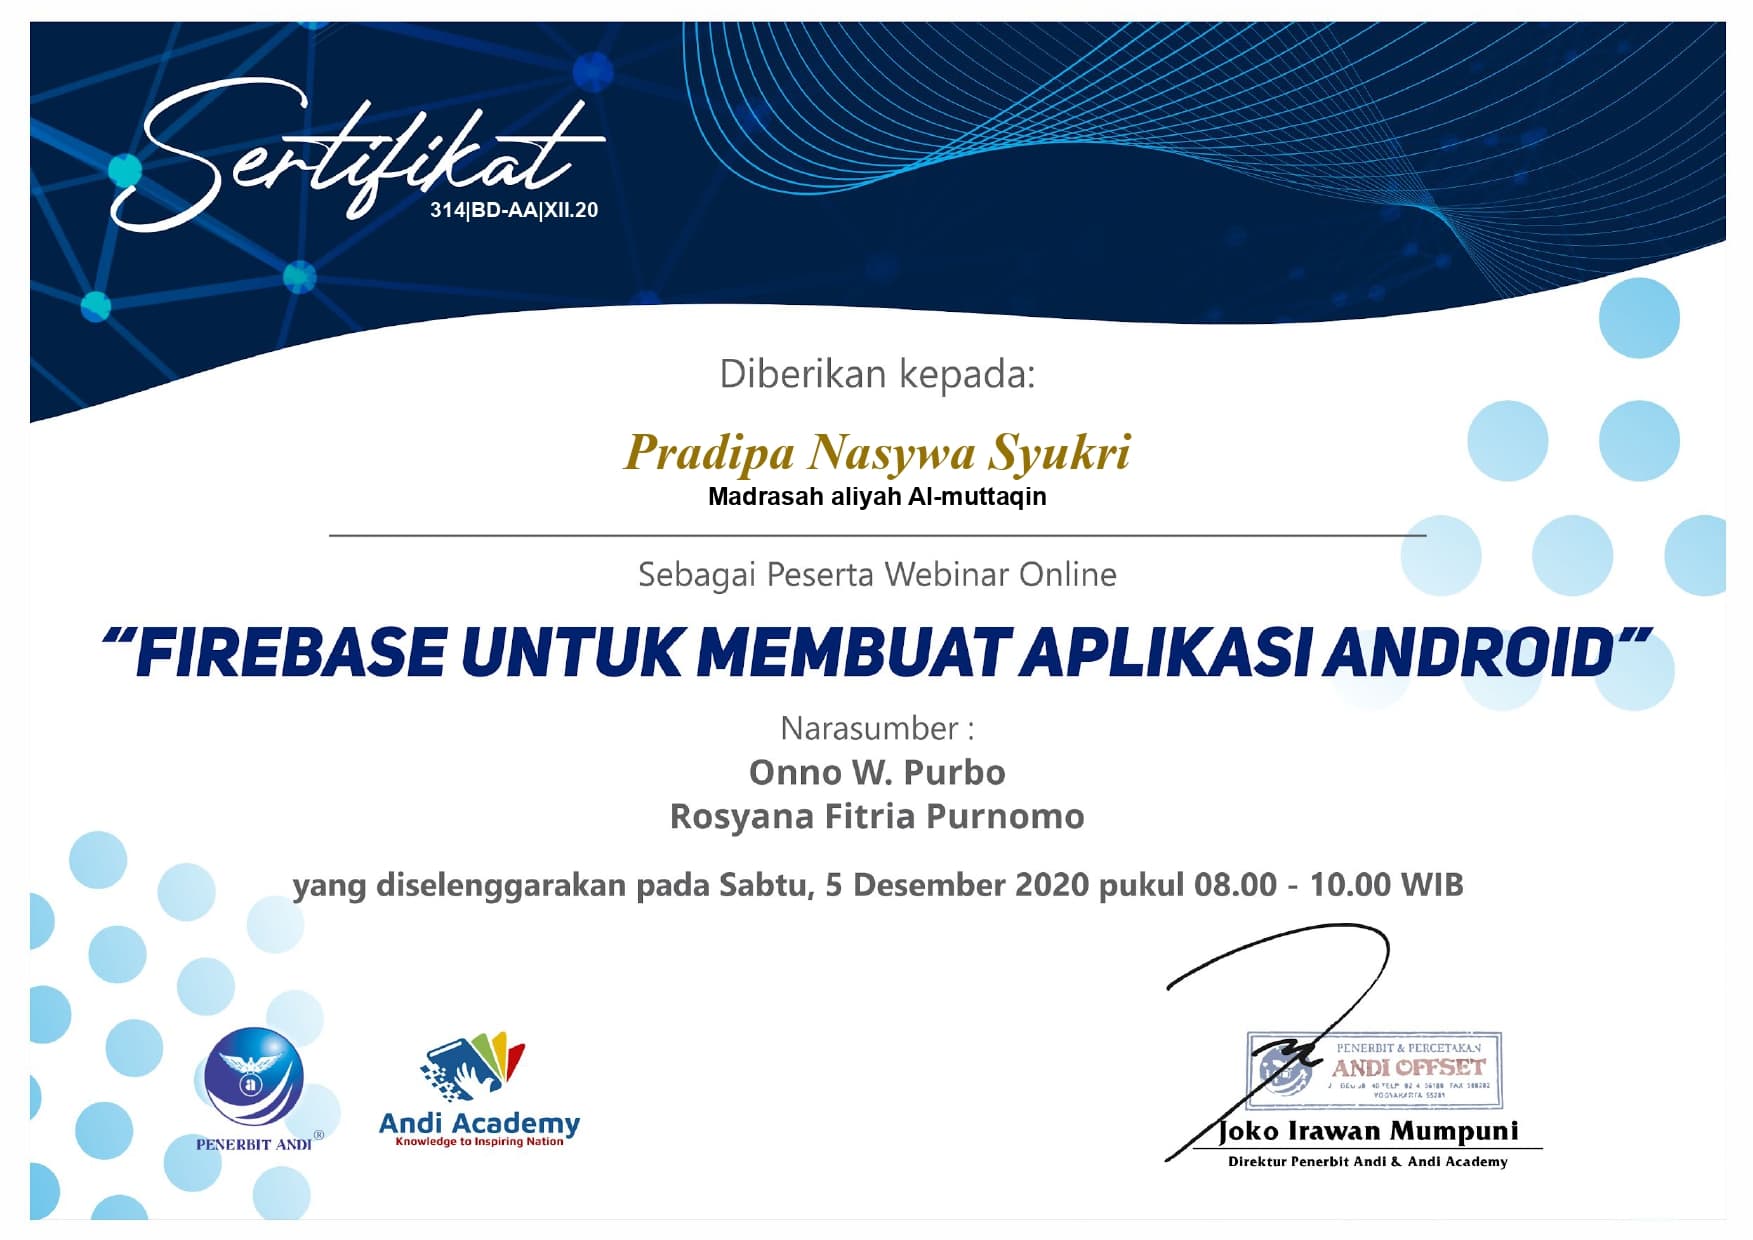 Sertifikat
314|BD-AA|XII.20
Diberikan kepada:
Pradipa Nasywa Syukri
Madrasah aliyah Al-muttaqin
Sebagai Peserta Webinar Online
“FIREBASE UNTUK MEMBUAT APLIKASI ANDROID”
Narasumber :
Onno W. Purbo
Rosyana Fitria Purnomo
yang diselenggarakan pada Sabtu, 5 Desember 2020 pukul 08.00 - 10.00 WIB
a
PENERBIT ANDI®
Andi Academy
Knowledge to Inspiring Nation
PENERBIT & PERCETAKAN
ANDI OFFSET
YOGYAKARTA 55281
Joko Irawan Mumpuni
Direktur Penerbit Andi & Andi Academy